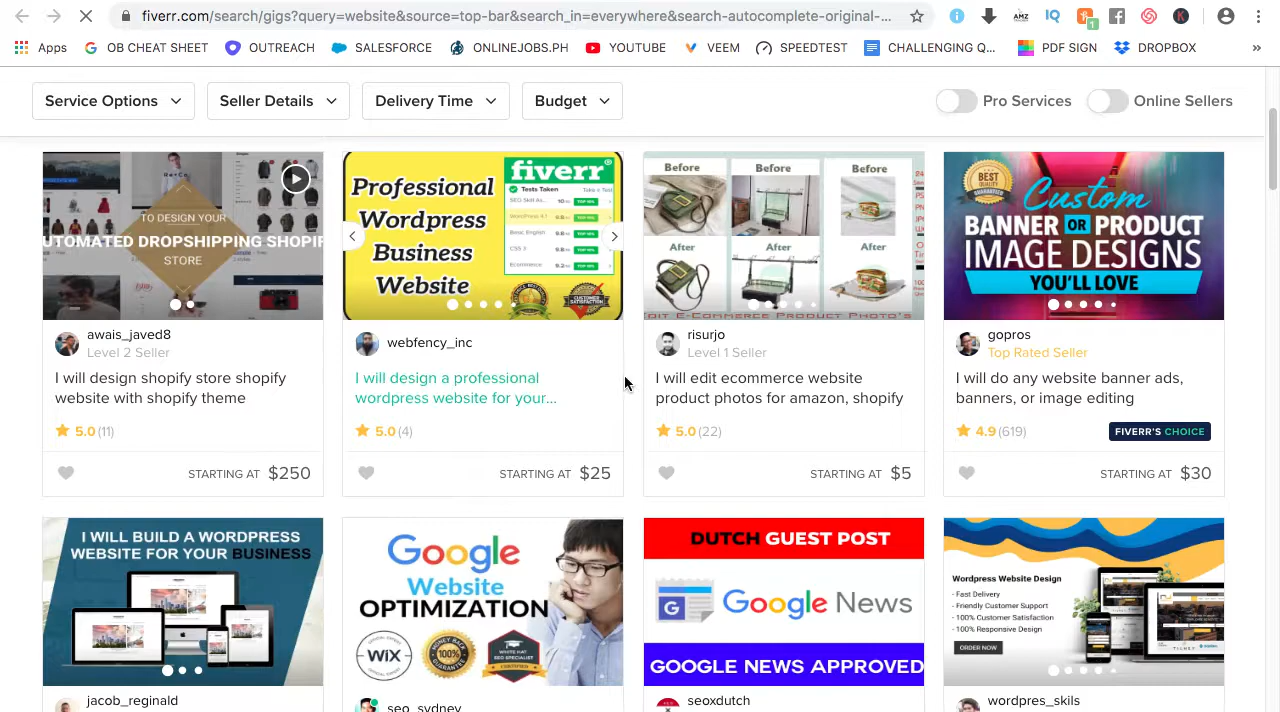 fiverr.com/search/gigs?query=website&source=top-bar&search_in=everywhere&search-autocomplete-original-...
Apps
OB CHEAT SHEET
OUTREACH
SALESFORCE
ONLINEJOBS.PH
YOUTUBE
VEEM
SPEEDTEST
CHALLENGING Q...
PDF SIGN
DROPBOX
»
Service Options
Seller Details
Delivery Time
Budget
Pro Services
Online Sellers
TO DESIGN YOUR
UTOMATED DROPSHIPPING SHOPIF
STORE
Professional
Wordpress
Business
Website
fiverr
Tests Taken
Before
Before
Before
After
After
After
BEST
QUALITY
Custom
BANNER OR PRODUCT
IMAGE DESIGNS
YOU'LL LOVE
awais_javed8
Level 2 Seller
I will design shopify store shopify
website with shopify theme
5.0 (11)
STARTING AT $250
webfency_inc
I will design a professional
wordpress website for your...
5.0 (4)
STARTING AT $25
risurjo
Level 1 Seller
I will edit ecommerce website
product photos for amazon, shopify
5.0 (22)
STARTING AT $5
gopros
Top Rated Seller
I will do any website banner ads,
banners, or image editing
4.9 (619)
FIVERR'S CHOICE
STARTING AT $30
I WILL BUILD A WORDPRESS
WEBSITE FOR YOUR BUSINESS
Google
Website
OPTIMIZATION
WiX
100%
DUTCH GUEST POST
Google News
GOOGLE NEWS APPROVED
Wordpress Website Design
- Fast Delivery
- Friendly Customer Support
- 100% Customer Satisfaction
- 100% Responsive Design
ORDER NOW
jacob_reginald
seo_sydney
seoxdutch
wordpres_skils